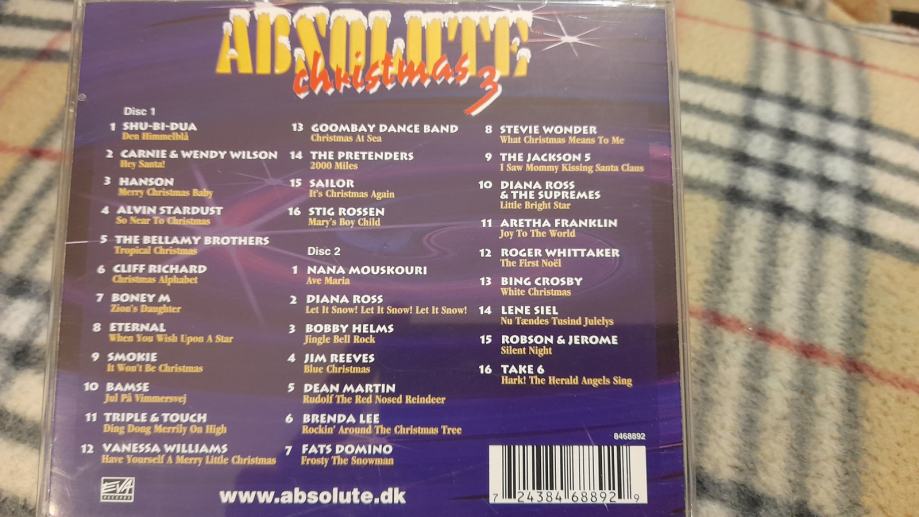 ABSOLUTE
christmas 3
Disc 1
1 SHU-BI-DUA
Den Himmelblå
2 CARNIE & WENDY WILSON
Hey Santa!
3 HANSON
Merry Christmas Baby
4 ALVIN STARDUST
So Near To Christmas
5 THE BELLAMY BROTHERS
Tropical Christmas
6 CLIFF RICHARD
Christmas Alphabet
7 BONEY M
Zion's Daughter
8 ETERNAL
When You Wish Upon A Star
9 SMOKIE
It Won't Be Christmas
10 BAMSE
Jul På Vimmersvej
11 TRIPLE & TOUCH
Ding Dong Merrily On High
12 VANESSA WILLIAMS
Have Yourself A Merry Little Christmas
13 GOOMBAY DANCE BAND
Christmas At Sea
14 THE PRETENDERS
2000 Miles
15 SAILOR
It's Christmas Again
16 STIG ROSSEN
Mary's Boy Child
Disc 2
1 NANA MOUSKOURI
Ave Maria
2 DIANA ROSS
Let It Snow! Let It Snow! Let It Snow!
3 BOBBY HELMS
Jingle Bell Rock
4 JIM REEVES
Blue Christmas
5 DEAN MARTIN
Rudolf The Red Nosed Reindeer
6 BRENDA LEE
Rockin' Around The Christmas Tree
7 FATS DOMINO
Frosty The Snowman
8 STEVIE WONDER
What Christmas Means To Me
9 THE JACKSON 5
I Saw Mommy Kissing Santa Claus
10 DIANA ROSS
& THE SUPREMES
Little Bright Star
11 ARETHA FRANKLIN
Joy To The World
12 ROGER WHITTAKER
The First Noël
13 BING CROSBY
White Christmas
14 LENE SIEL
Nu Tændes Tusind Julelys
15 ROBSON & JEROME
Silent Night
16 TAKE 6
Hark! The Herald Angels Sing
8468892
EVA
RECORDS
www.absolute.dk
7 24384 68892 9